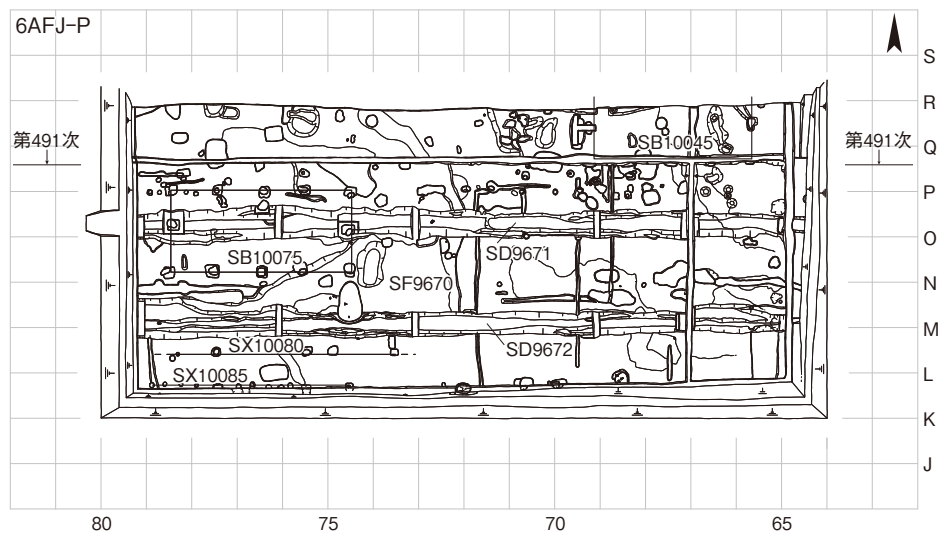 6AFJ-P
S
R
第491次
第491次
SB10045
Q
P
O
SD9671
SB10075
SF9670
N
M
SX10080
SD9672
SX10085
L
K
J
80
75
70
65